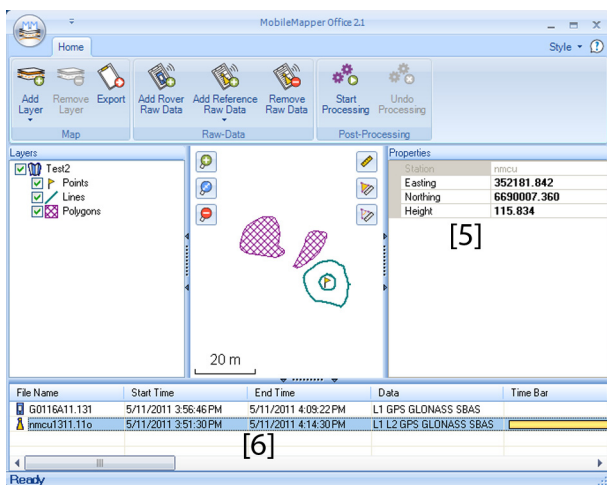 MobileMapper Office 2.1
Home
Style
Add Layer
Remove Layer
Export
Add Rover Raw Data
Add Reference Raw Data
Remove Raw Data
Start Processing
Undo Processing
Map
Raw-Data
Post-Processing
Layers
Test2
Points
Lines
Polygons
20 m
Properties
Station nmcu
Easting 352181.842
Northing 6690007.360
Height 115.834
[5]
File Name Start Time End Time Data Time Bar
G0116A11.131 5/11/2011 3:56:46 PM 5/11/2011 4:09:22 PM L1 GPS GLONASS SBAS
nmcu1311.11o 5/11/2011 3:51:30 PM 5/11/2011 4:14:30 PM L1 L2 GPS GLONASS SBAS
[6]
Ready